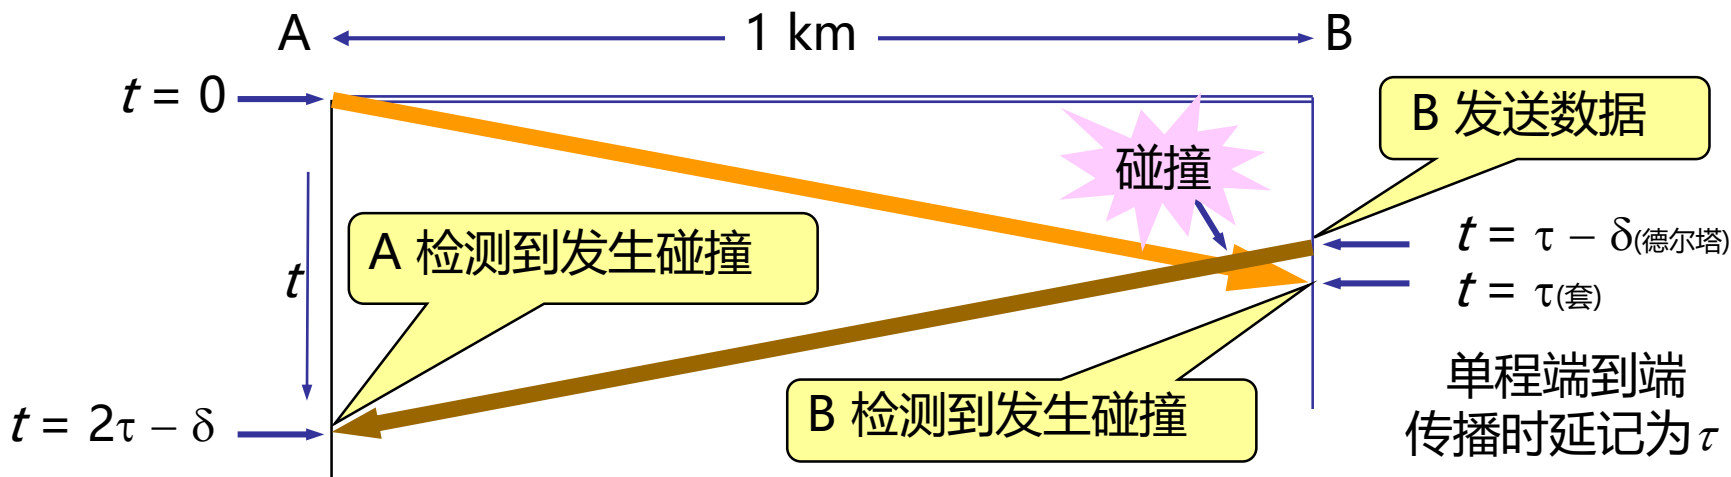 A
1 km
B
t = 0
B 发送数据
碰撞
A 检测到发生碰撞
t = τ − δ(德尔塔)
t
t = τ(套)
单程端到端
传播时延记为τ
B 检测到发生碰撞
t = 2τ − δ